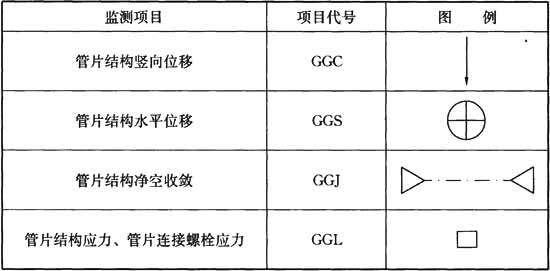 监测项目 项目代号 图 例
管片结构竖向位移 GGC
管片结构水平位移 GGS
管片结构净空收敛 GGJ
管片结构应力、管片连接螺栓应力 GGL